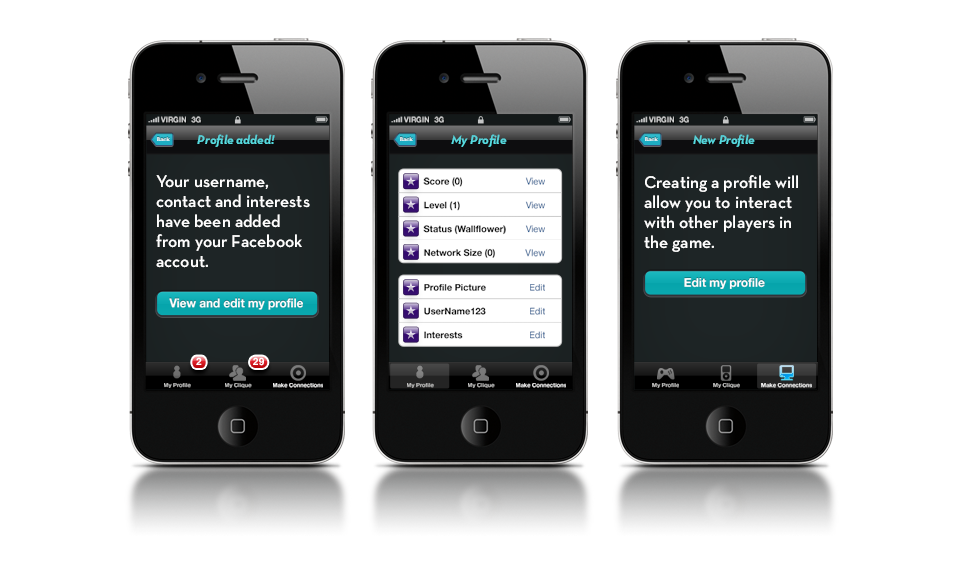 VIRGIN 3G
Back
Profile added!
Your username,
contact and interests
have been added
from your Facebook
accout.
View and edit my profile
2
29
My Profile
My Clique
Make Connections
VIRGIN 3G
Back
My Profile
Score (0) View
Level (1) View
Status (Wallflower) View
Network Size (0) VIew
Profile Picture Edit
UserName123 Edit
Interests Edit
My Profile
My Clique
Make Connections
VIRGIN 3G
Back
New Profile
Creating a profile will
allow you to interact
with other players in
the game.
Edit my profile
My Profile
My Clique
Make Connections